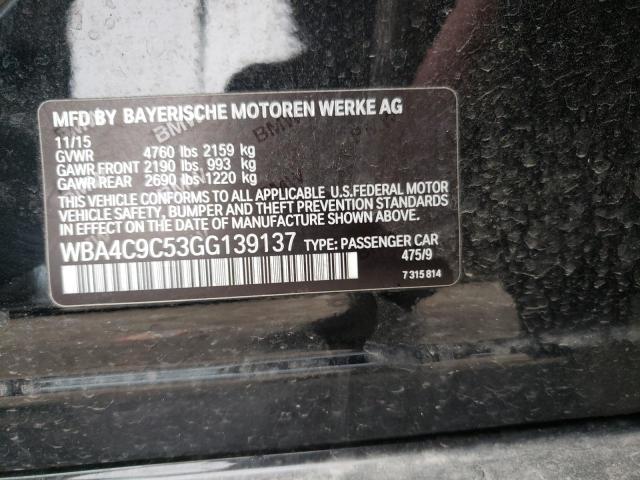 MFD BY BAYERISCHE MOTOREN WERKE AG
11/15
GVWR 4760 lbs 2159 kg
GAWR FRONT 2190 lbs 993 kg
GAWR REAR 2690 lbs 1220 kg
THIS VEHICLE CONFORMS TO ALL APPLICABLE U.S.FEDERAL MOTOR
VEHICLE SAFETY, BUMPER AND THEFT PREVENTION STANDARDS
IN EFFECT ON THE DATE OF MANUFACTURE SHOWN ABOVE.
WBA4C9C53GG139137 TYPE: PASSENGER CAR
475/9
7 315 814